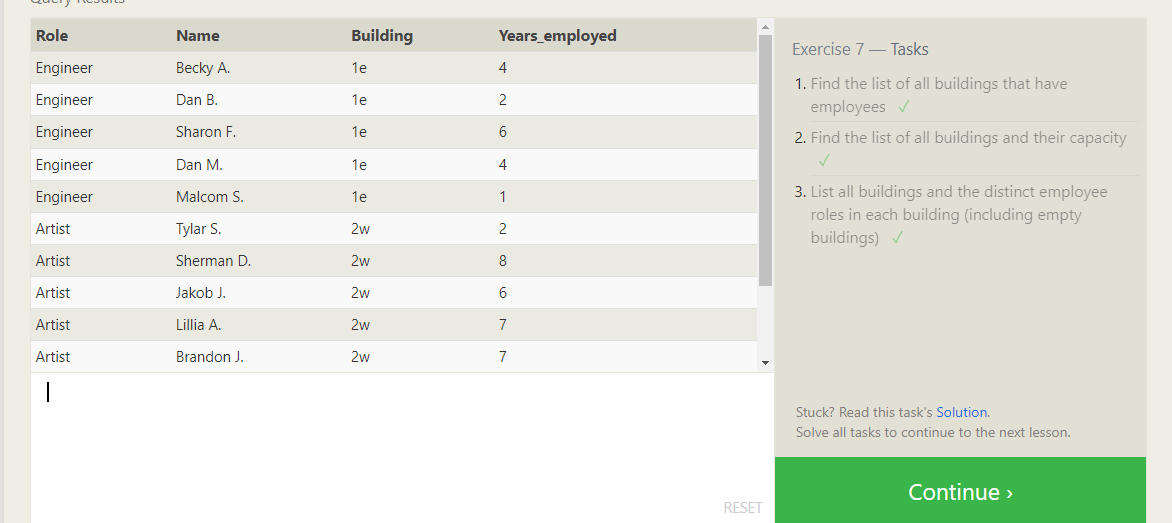 Query Results
Role Name Building Years_employed
Engineer Becky A. 1e 4
Engineer Dan B. 1e 2
Engineer Sharon F. 1e 6
Engineer Dan M. 1e 4
Engineer Malcom S. 1e 1
Artist Tylar S. 2w 2
Artist Sherman D. 2w 8
Artist Jakob J. 2w 6
Artist Lillia A. 2w 7
Artist Brandon J. 2w 7
RESET
Exercise 7 — Tasks
1. Find the list of all buildings that have
employees ✓
2. Find the list of all buildings and their capacity
✓
3. List all buildings and the distinct employee
roles in each building (including empty
buildings) ✓
Stuck? Read this task's Solution.
Solve all tasks to continue to the next lesson.
Continue ›